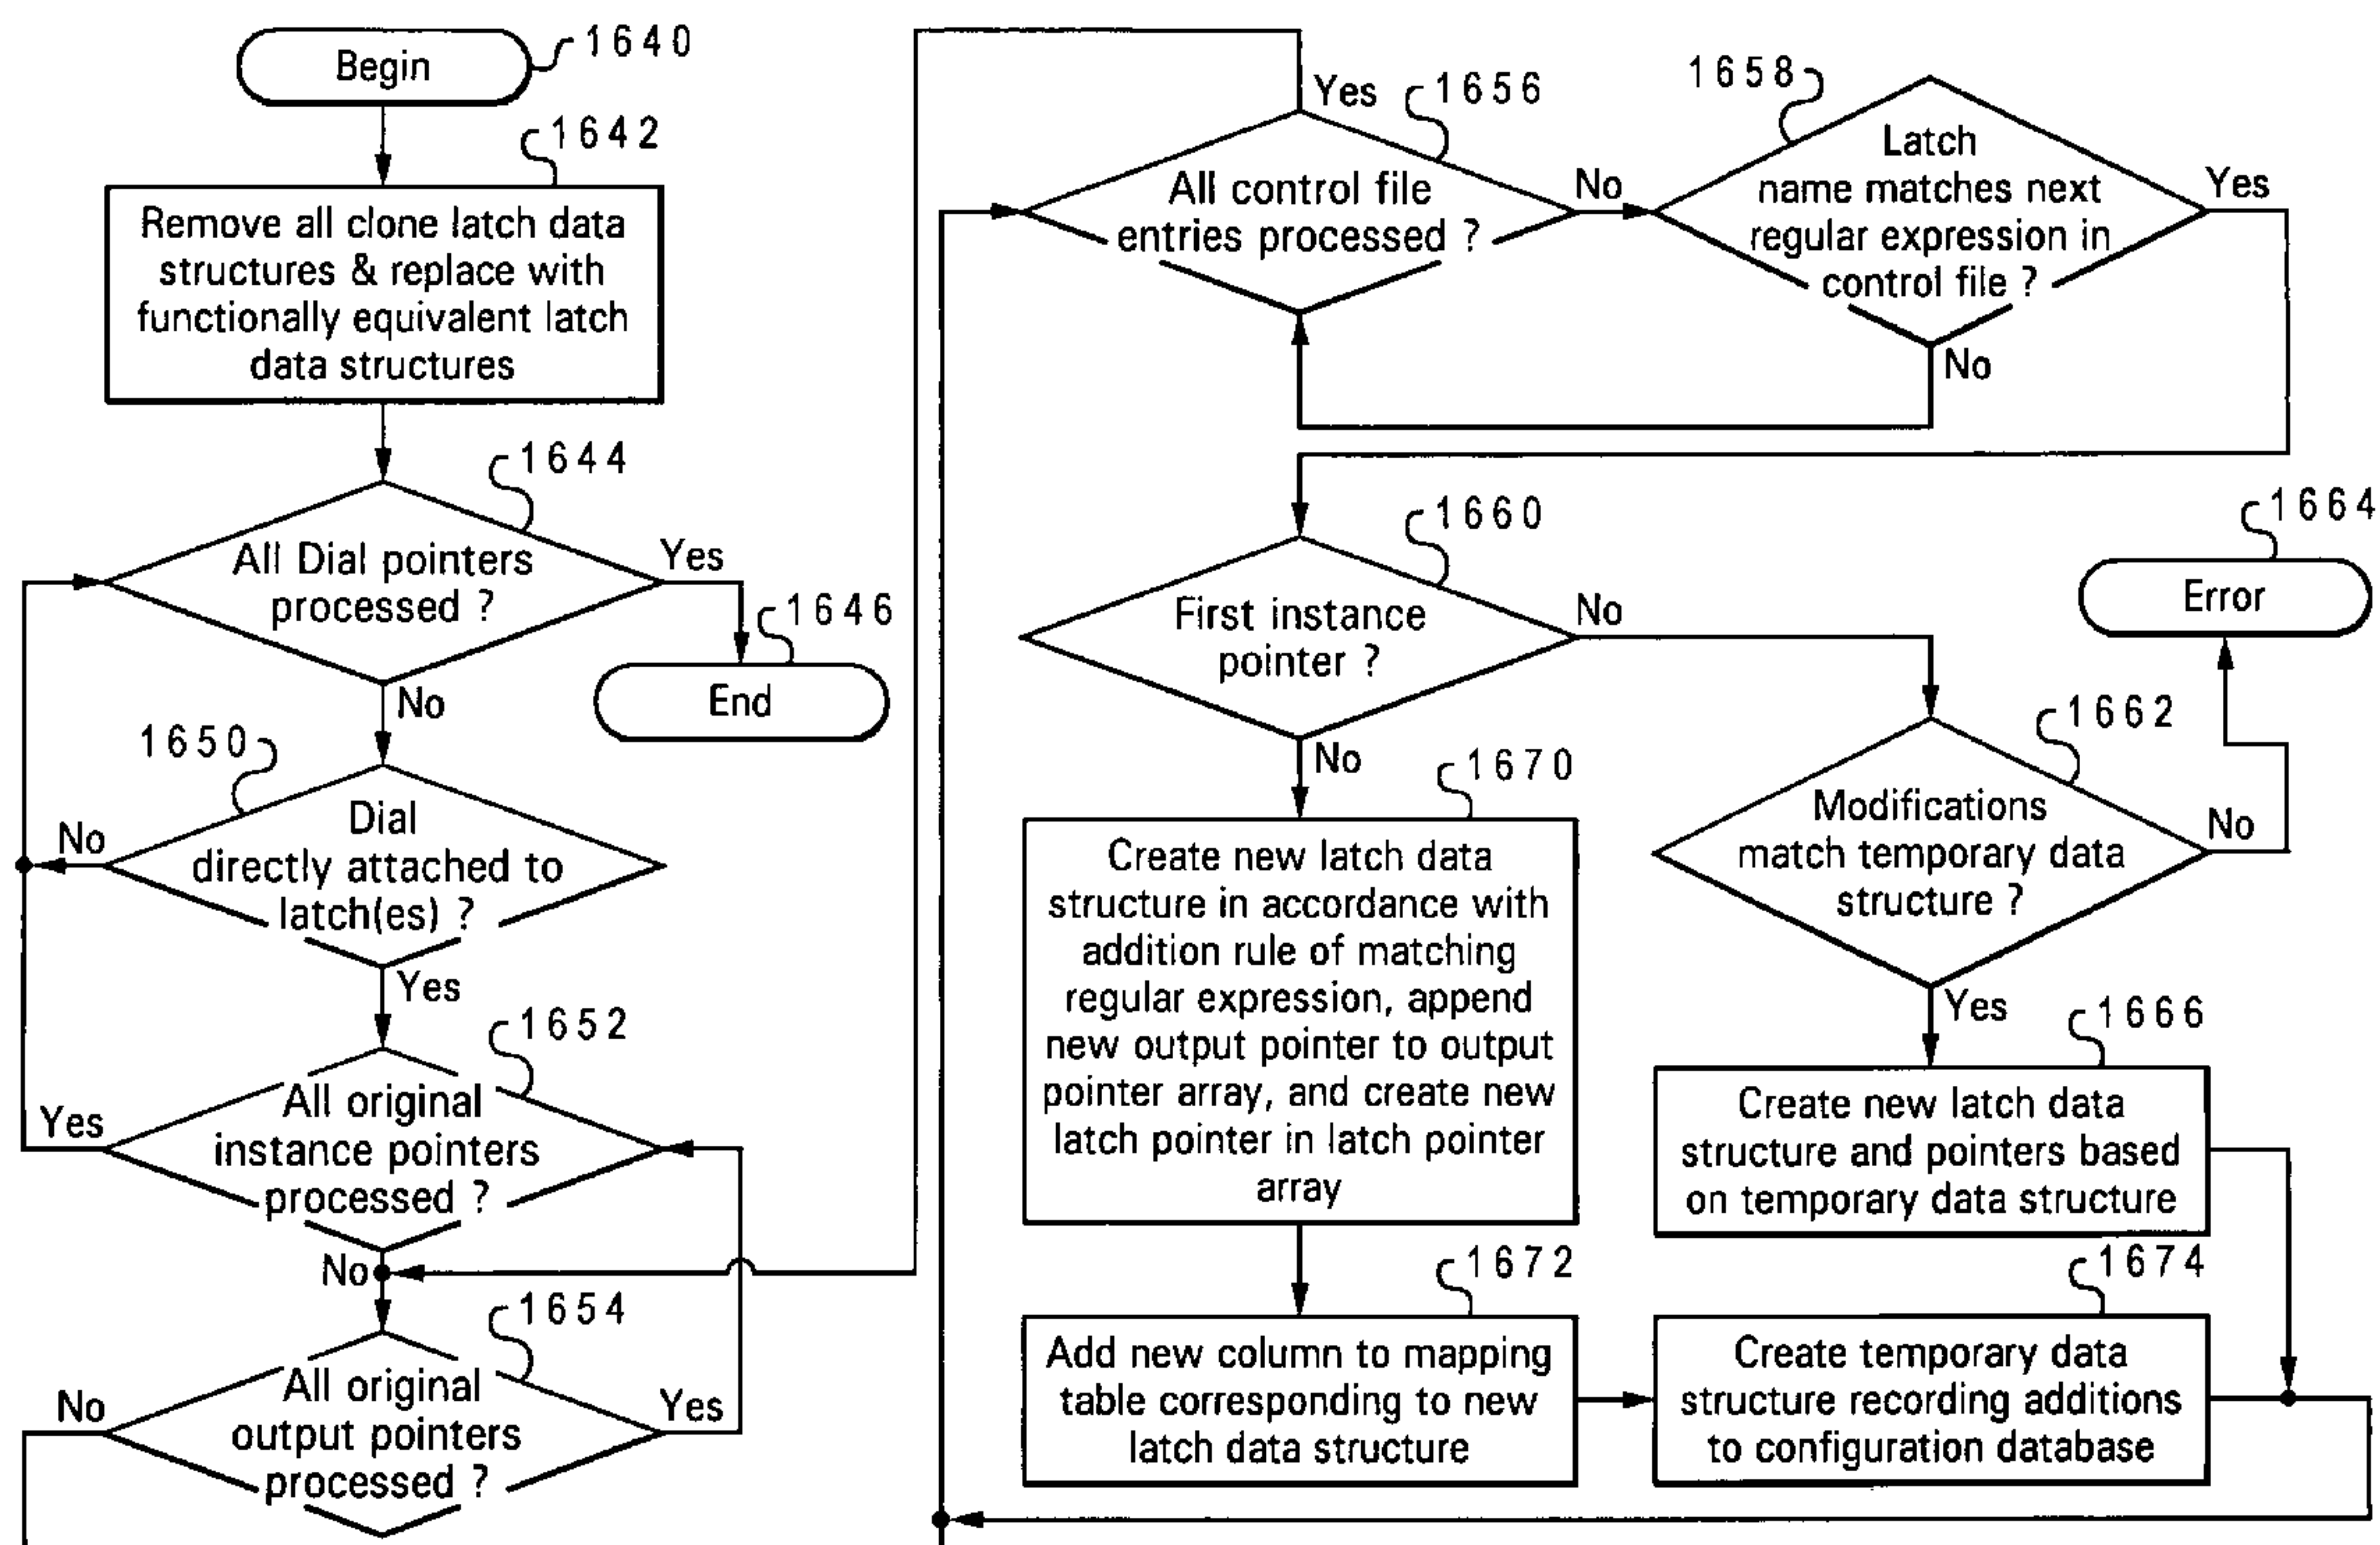 Begin
1640
1642
Remove all clone latch data
structures & replace with
functionally equivalent latch
data structures
1644
All Dial pointers
processed ?
Yes
1646
End
No
1650
Dial
directly attached to
latch(es) ?
No
Yes
1652
All original
instance pointers
processed ?
Yes
No
1654
All original
output pointers
processed ?
No
Yes
Yes
1656
All control file
entries processed ?
No
1658
Latch
name matches next
regular expression in
control file ?
Yes
No
1660
First instance
pointer ?
No
1664
Error
1662
Modifications
match temporary data
structure ?
No
Yes
1666
Create new latch data
structure and pointers based
on temporary data structure
No
1670
Create new latch data
structure in accordance with
addition rule of matching
regular expression, append
new output pointer to output
pointer array, and create new
latch pointer in latch pointer
array
1672
Add new column to mapping
table corresponding to new
latch data structure
1674
Create temporary data
structure recording additions
to configuration database